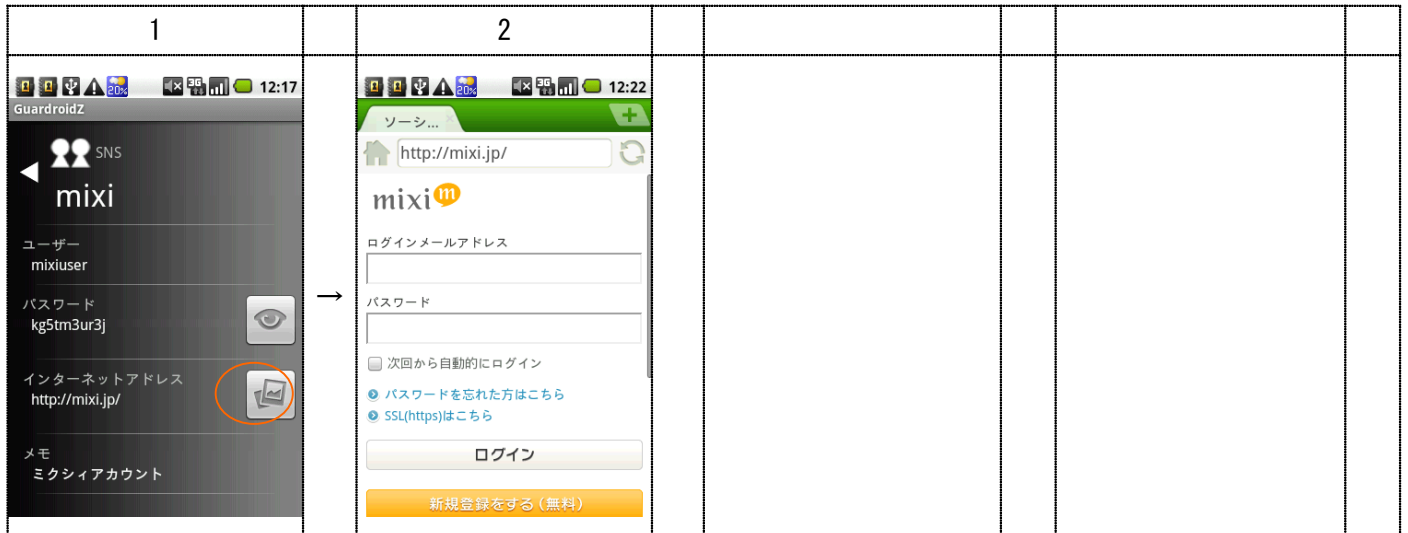 1
2
20%
3G
12:17
GuardroidZ
SNS
mixi
ユーザー
mixiuser
パスワード
kg5tm3ur3j
インターネットアドレス
http://mixi.jp/
メモ
ミクシィアカウント
→
20%
3G
12:22
ソーシ...
http://mixi.jp/
mixi m
ログインメールアドレス
パスワード
次回から自動的にログイン
パスワードを忘れた方はこちら
SSL(https)はこちら
ログイン
新規登録をする(無料)